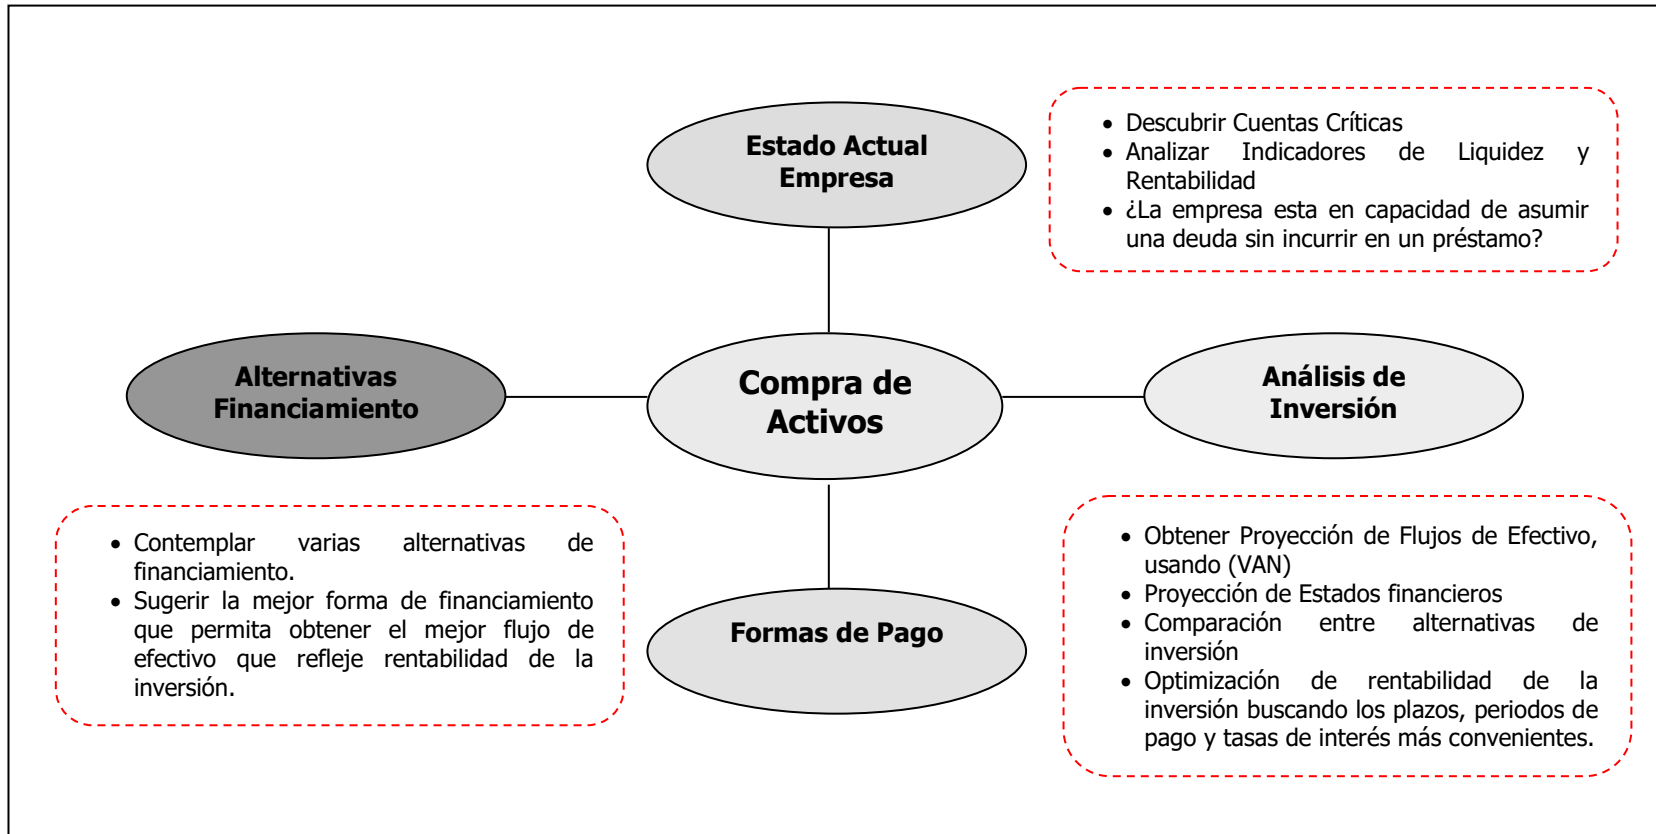 Estado Actual
Empresa
• Descubrir Cuentas Críticas
• Analizar Indicadores de Liquidez y
Rentabilidad
• ¿La empresa esta en capacidad de asumir
una deuda sin incurrir en un préstamo?
Alternativas
Financiamiento
Compra de
Activos
Análisis de
Inversión
• Contemplar varias alternativas de
financiamiento.
• Sugerir la mejor forma de financiamiento
que permita obtener el mejor flujo de
efectivo que refleje rentabilidad de la
inversión.
Formas de Pago
• Obtener Proyección de Flujos de Efectivo,
usando (VAN)
• Proyección de Estados financieros
• Comparación entre alternativas de
inversión
• Optimización de rentabilidad de la
inversión buscando los plazos, periodos de
pago y tasas de interés más convenientes.